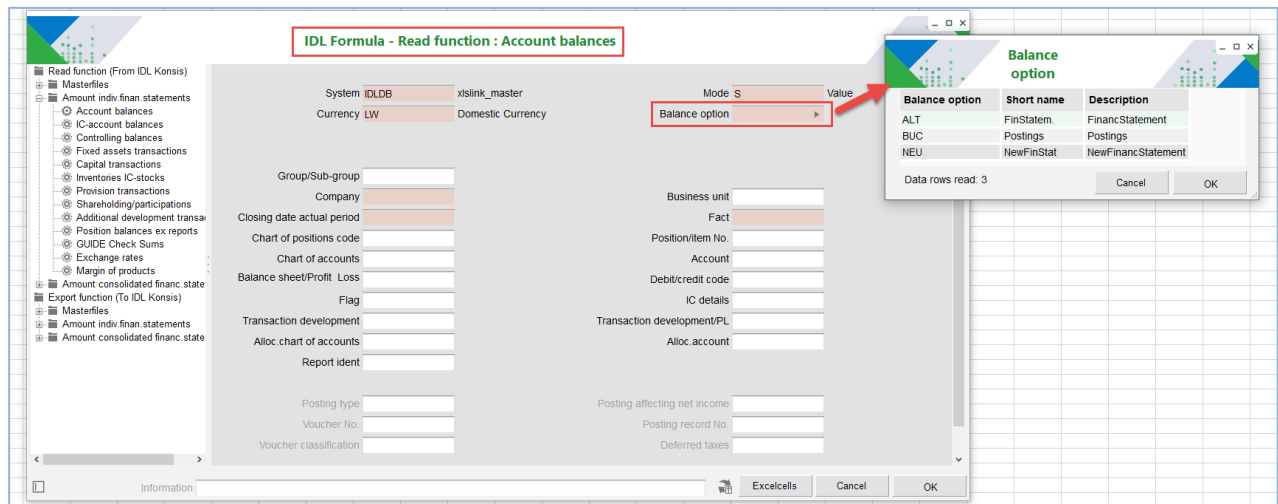 IDL Formula - Read function : Account balances
Read function (From IDL Konsis)
Masterfiles
Amount indiv.finan.statements
Account balances
IC-account balances
Controlling balances
Fixed assets transactions
Capital transactions
Inventories IC-stocks
Provision transactions
Shareholding/participations
Additional development transa
Position balances ex reports
GUIDE Check Sums
Exchange rates
Margin of products
Amount consolidated financ.state
Export function (To IDL Konsis)
Masterfiles
Amount indiv.finan.statements
Amount consolidated financ.state
System IDLDB xlslink_master Mode S Value
Currency LW Domestic Currency Balance option
Group/Sub-group
Company Business unit
Closing date actual period Fact
Chart of positions code Position/item No.
Chart of accounts Account
Balance sheet/Profit Loss Debit/credit code
Flag IC details
Transaction development Transaction development/PL
Alloc.chart of accounts Alloc.account
Report ident
Posting type Posting affecting net income
Voucher No. Posting record No.
Voucher classification Deferred taxes
Information Excelcells Cancel OK
Balance
option
Balance option Short name Description
ALT FinStatem. FinancStatement
BUC Postings Postings
NEU NewFinStat NewFinancStatement
Data rows read: 3 Cancel OK